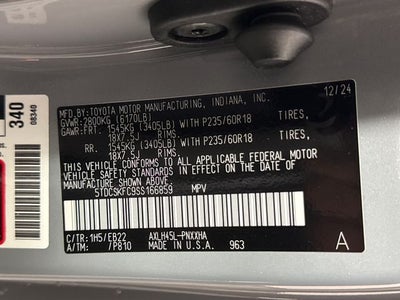 340
08340
MFD.BY:TOYOTA MOTOR MANUFACTURING, INDIANA, INC. 12/24
GVWR:2800KG (6170LB)
GAWR:FRT. 1545KG (3405LB) WITH P235/60R18 TIRES,
18X7.5J RIMS.
RR. 1545KG (3405LB) WITH P235/60R18 TIRES,
18X7.5J RIMS.
THIS VEHICLE CONFORMS TO ALL APPLICABLE FEDERAL MOTOR
VEHICLE SAFETY STANDARDS IN EFFECT ON THE DATE OF
MANUFACTURE SHOWN ABOVE.
5TDCSKFC9SS166859 MPV
C/TR:1H5/EB22 AXLH45L-PNXXHA
A/TM: /P810 MADE IN U.S.A. 963
A